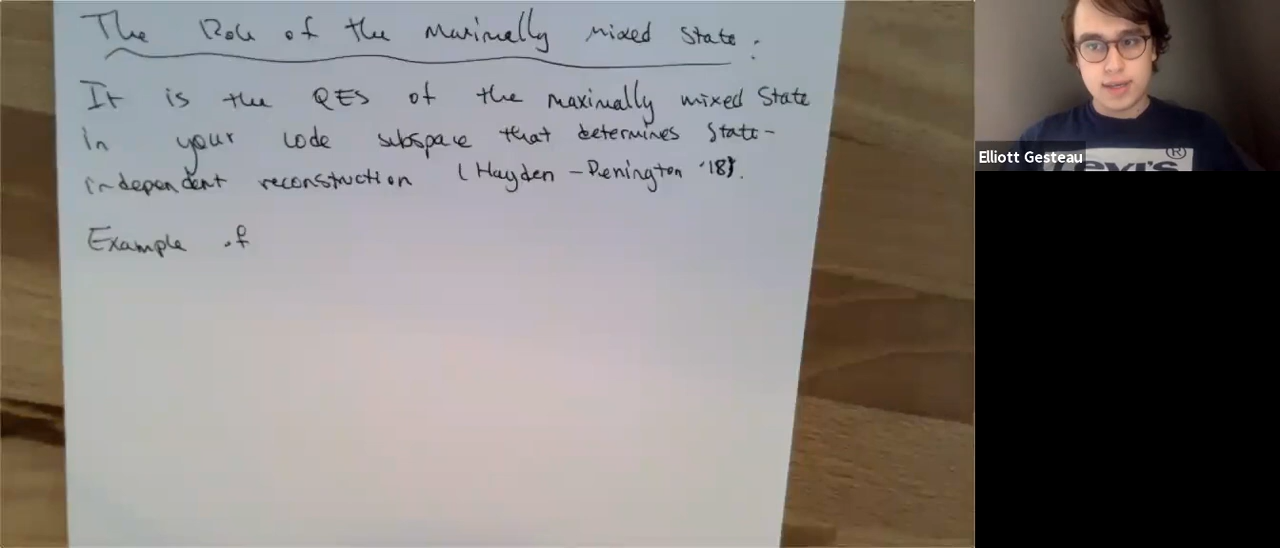 The Role of the Maximally mixed State:
It is the QES of the maximally mixed State
in your code subspace that determines State-
independent reconstruction (Hayden-Penington '18).
Example of
Elliott Gesteau
Levi's ®